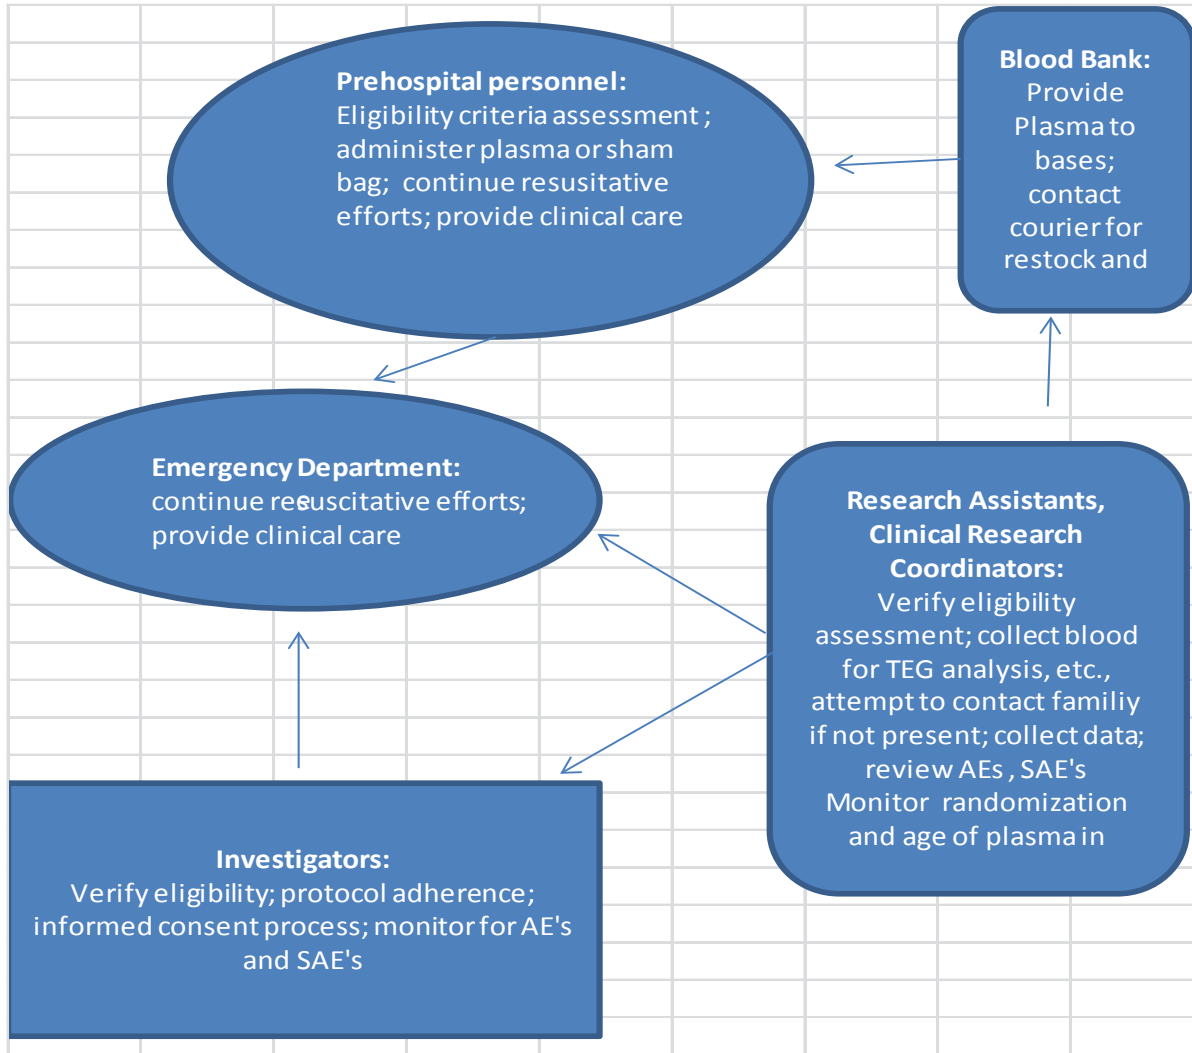 Prehospital personnel:
Eligibility criteria assessment ;
administer plasma or sham
bag; continue resusitative
efforts; provide clinical care
Blood Bank:
Provide
Plasma to
bases;
contact
courier for
restock and
Emergency Department:
continue resuscitative efforts;
provide clinical care
Research Assistants,
Clinical Research
Coordinators:
Verify eligibility
assessment; collect blood
for TEG analysis, etc.,
attempt to contact familiy
if not present; collect data;
review AEs , SAE's
Monitor randomization
and age of plasma in
Investigators:
Verify eligibility; protocol adherence;
informed consent process; monitor for AE's
and SAE's